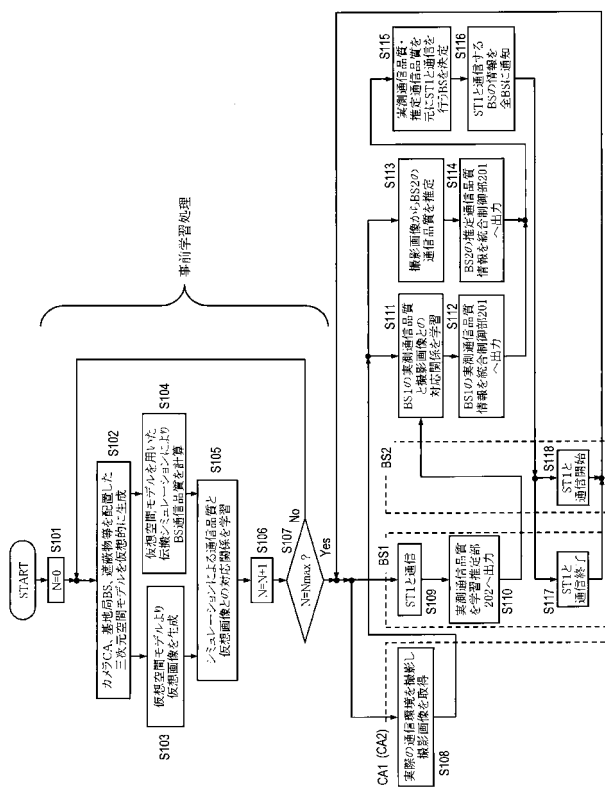 START
S101
N=0
S102
カメラCA、基地局BS、遮蔽物等を配置した
三次元空間モデルを仮想的に生成
S103
仮想空間モデルより
仮想画像を生成
S104
仮想空間モデルを用いた
伝搬シミュレーションにより
BS通信品質を計算
S105
シミュレーションによる通信品質と
仮想画像との対応関係を学習
S106
N=N+1
S107
N=Nmax ?
No
Yes
事前学習処理
CA1 (CA2)
実際の通信環境を撮影し
撮影画像を取得
S108
BS1
ST1と通信
S109
実測通信品質
を学習推定部
202へ出力
S110
BS2
S111
BS1の実測通信品質
と撮影画像との
対応関係を学習
S112
BS1の実測通信品質
情報を統合制御部201
へ出力
S113
撮影画像からBS2の
通信品質を推定
S114
BS2の推定通信品質
情報を統合制御部201
へ出力
S115
実測通信品質・
推定通信品質を
元にST1と通信を
行うBSを決定
S116
ST1と通信する
BSの情報を
全BSに通知
S117
ST1と
通信終了
S118
ST1と
通信開始